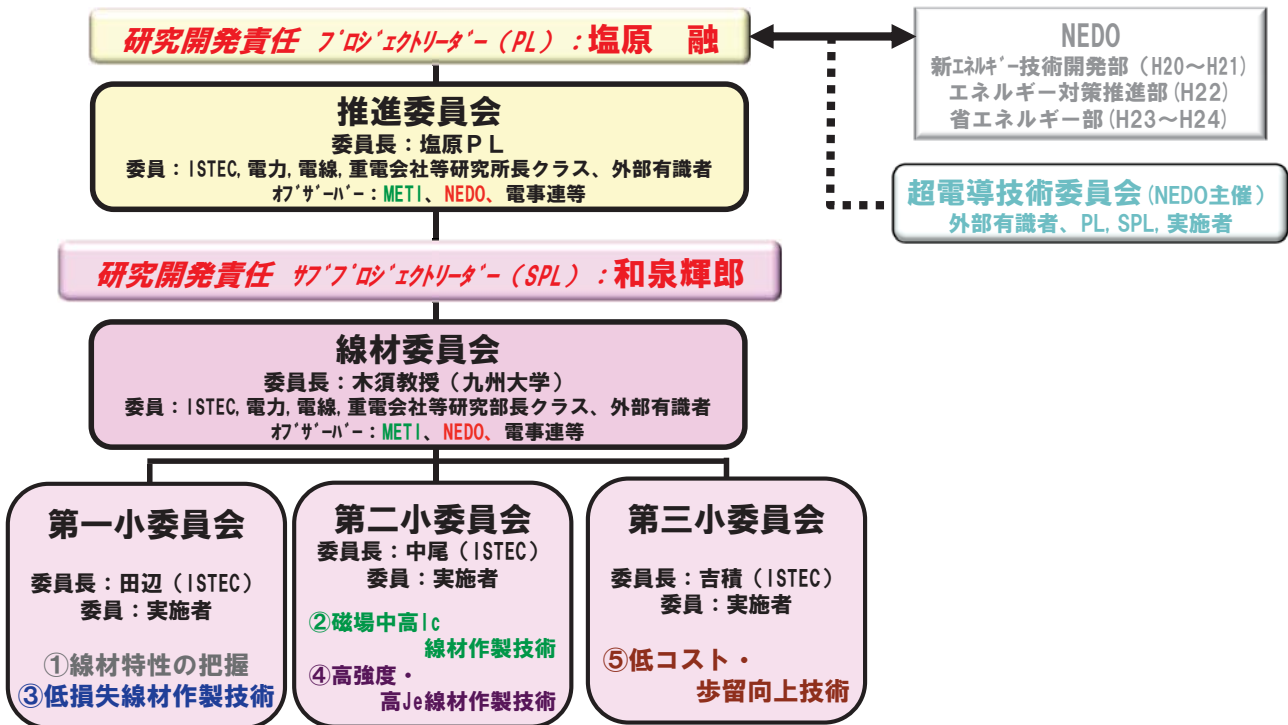 研究開発責任 プロジェクトリーダー(PL):塩原 融
NEDO
新エネルギー技術開発部(H20~H21)
エネルギー対策推進部(H22)
省エネルギー部(H23~H24)
推進委員会
委員長:塩原PL
委員:ISTEC,電力,電線,重電会社等研究所長クラス、外部有識者
オブザーバー:METI、NEDO、電事連等
超電導技術委員会(NEDO主催)
外部有識者、PL,SPL,実施者
研究開発責任 サブプロジェクトリーダー(SPL):和泉輝郎
線材委員会
委員長:木須教授(九州大学)
委員:ISTEC,電力,電線,重電会社等研究部長クラス、外部有識者
オブザーバー:METI、NEDO、電事連等
第一小委員会
委員長:田辺(ISTEC)
委員:実施者
①線材特性の把握
③低損失線材作製技術
第二小委員会
委員長:中尾(ISTEC)
委員:実施者
②磁場中高Ic
線材作製技術
④高強度・
高Je線材作製技術
第三小委員会
委員長:吉積(ISTEC)
委員:実施者
⑤低コスト・
歩留向上技術